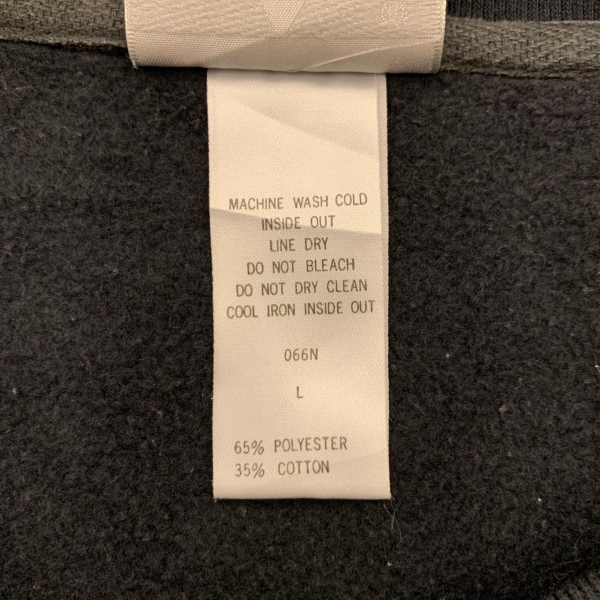 MACHINE WASH COLD
INSIDE OUT
LINE DRY
DO NOT BLEACH
DO NOT DRY CLEAN
COOL IRON INSIDE OUT
066N
L
65% POLYESTER
35% COTTON